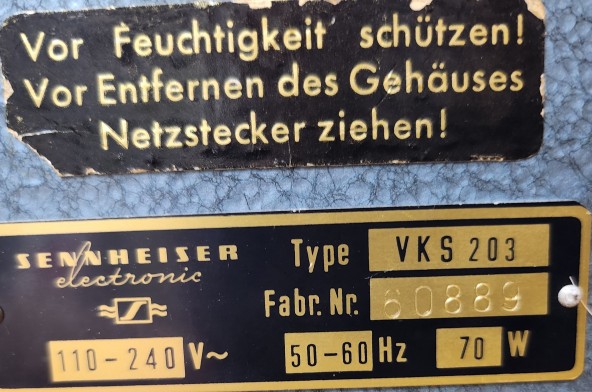 Vor Feuchtigkeit schützen!
Vor Entfernen des Gehäuses
Netzstecker ziehen!
SENNHEISER
electronic
Type VKS 203
Fabr. Nr. 60889
110-240 V~ 50-60 Hz 70 W